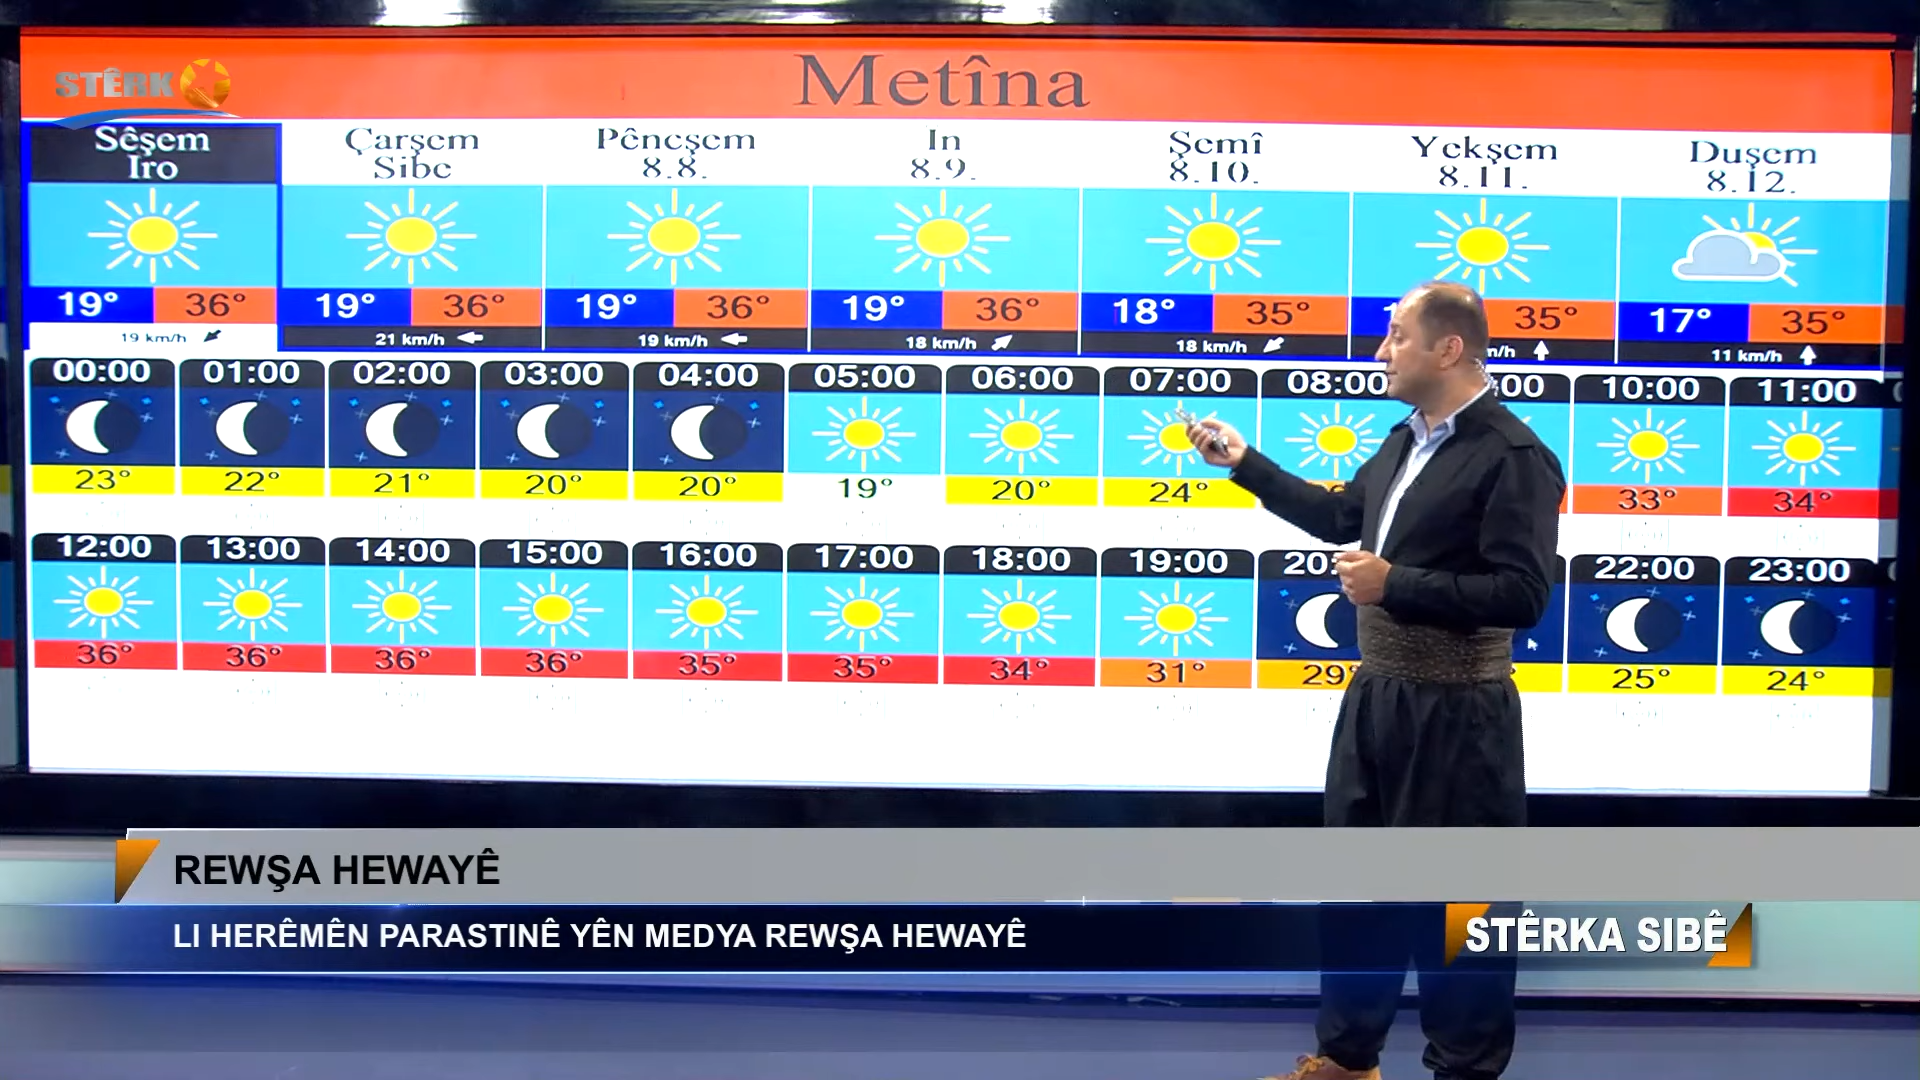 STÊRK
Metîna
Sêşem Çarşem Pêncşem In Şemî Yekşem Duşem
Iro Sibe 8.8. 8.9. 8.10. 8.11. 8.12.
19° 36° 19° 36° 19° 36° 19° 36° 18° 35° 35° 17° 35°
19 km/h 21 km/h 19 km/h 18 km/h 18 km/h 11 km/h
00:00 01:00 02:00 03:00 04:00 05:00 06:00 07:00 08:00 10:00 11:00
23° 22° 21° 20° 20° 19° 20° 24° 33° 34°
12:00 13:00 14:00 15:00 16:00 17:00 18:00 19:00 22:00 23:00
36° 36° 36° 36° 35° 35° 34° 31° 29° 25° 24°
REWŞA HEWAYÊ
LI HERÊMÊN PARASTINÊ YÊN MEDYA REWŞA HEWAYÊ
STÊRKA SIBÊ